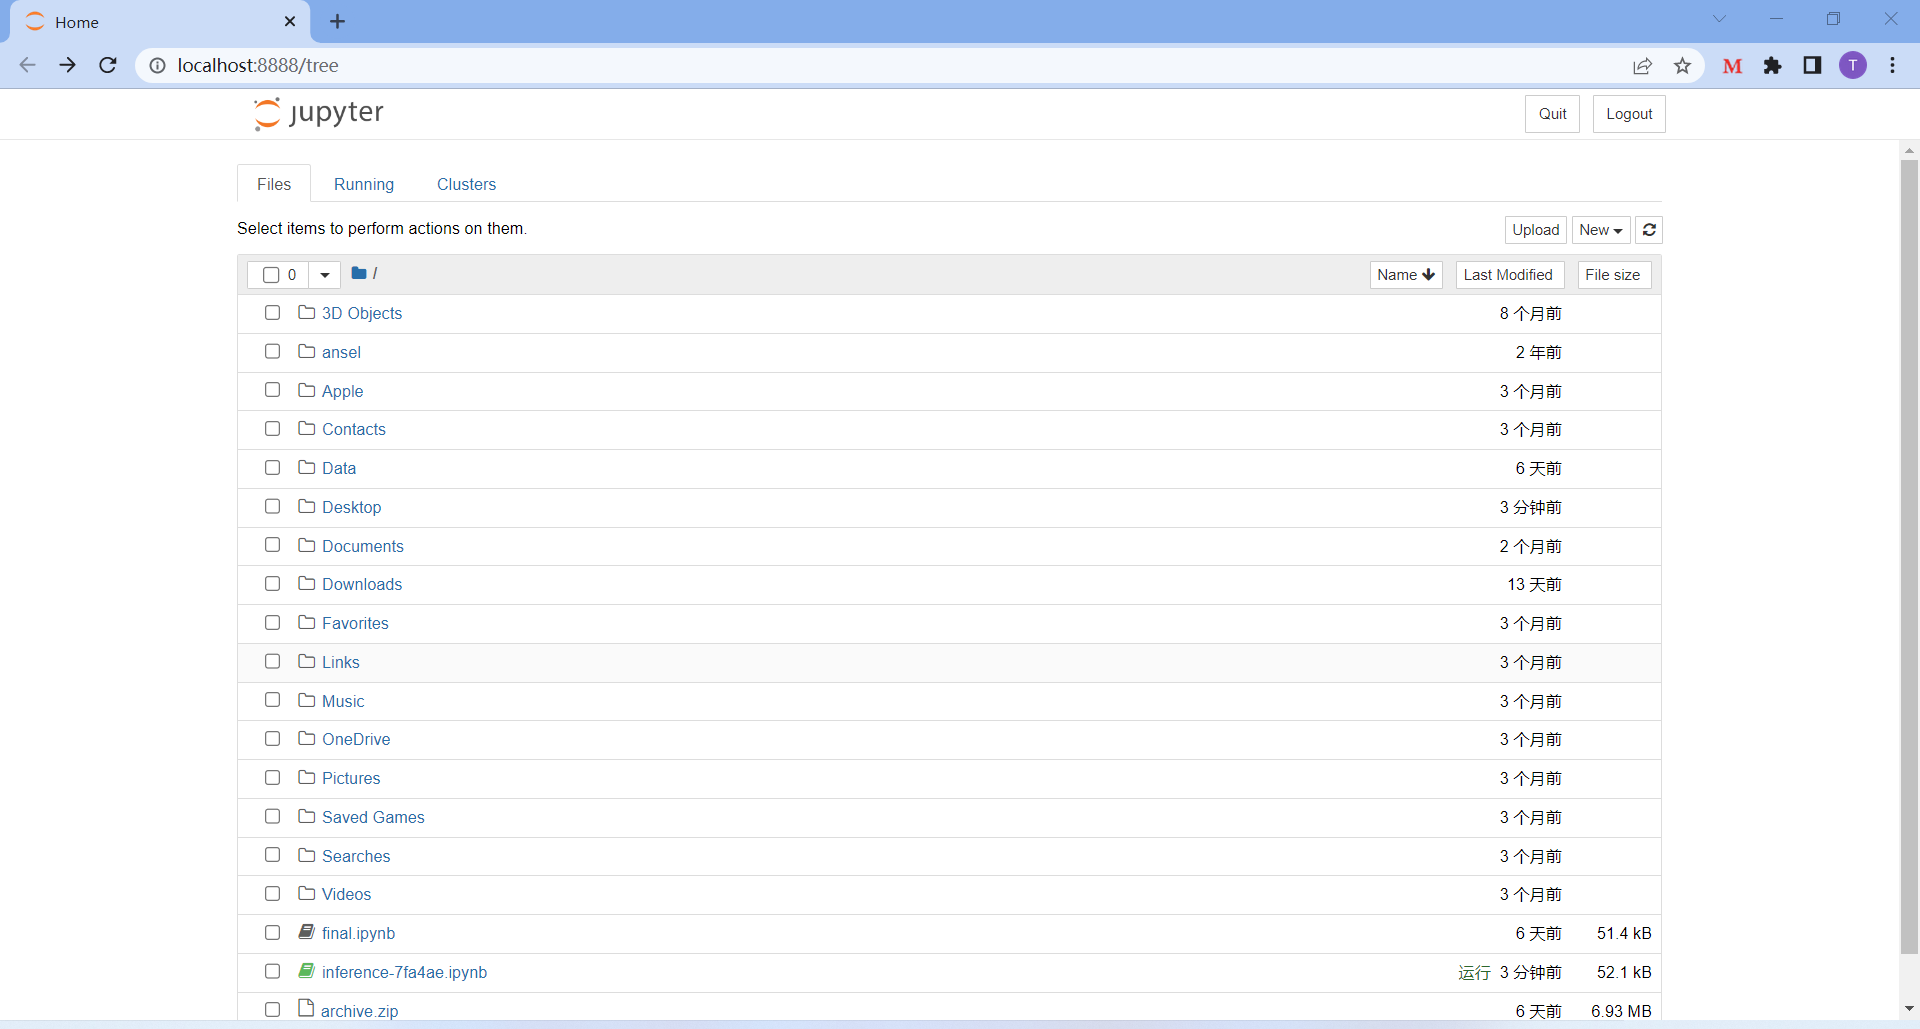 Home
localhost:8888/tree
M
T
jupyter
Quit
Logout
Files
Running
Clusters
Select items to perform actions on them.
Upload
New
0
/
Name
Last Modified
File size
3D Objects
8 个月前
ansel
2 年前
Apple
3 个月前
Contacts
3 个月前
Data
6 天前
Desktop
3 分钟前
Documents
2 个月前
Downloads
13 天前
Favorites
3 个月前
Links
3 个月前
Music
3 个月前
OneDrive
3 个月前
Pictures
3 个月前
Saved Games
3 个月前
Searches
3 个月前
Videos
3 个月前
final.ipynb
6 天前
51.4 kB
inference-7fa4ae.ipynb
运行
3 分钟前
52.1 kB
archive.zip
6 天前
6.93 MB